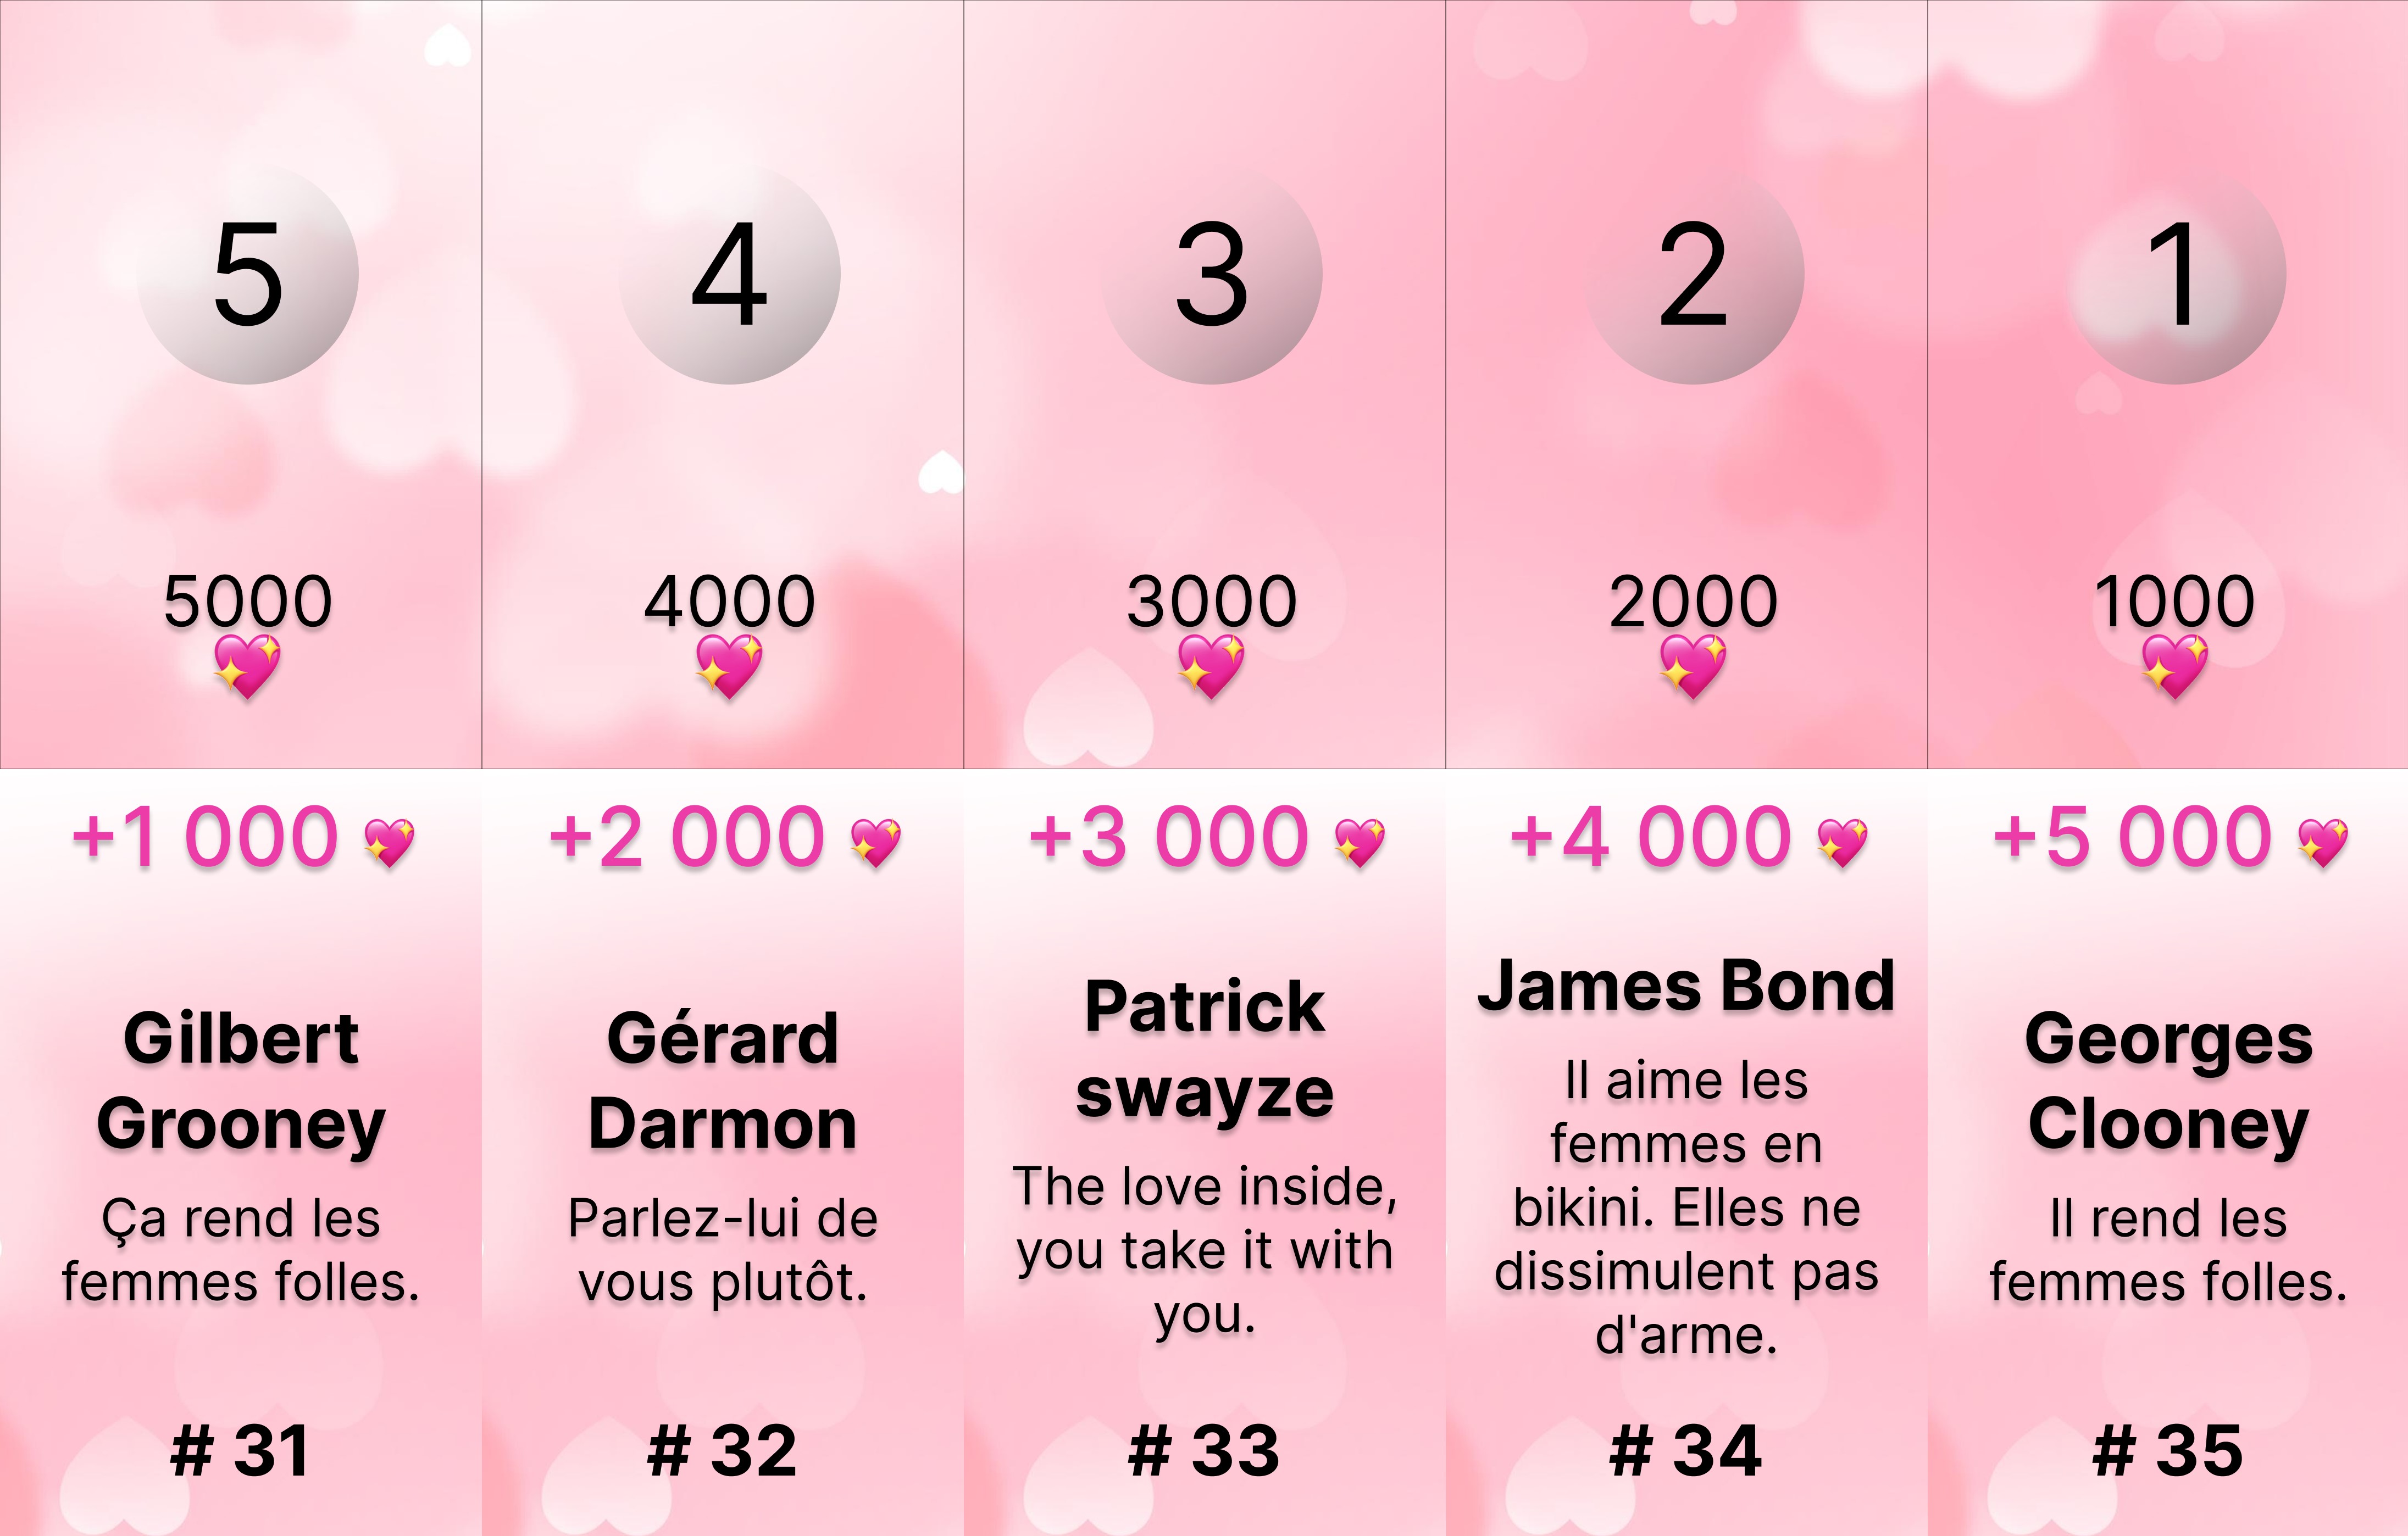 5
5000
💖
4
4000
💖
3
3000
💖
2
2000
💖
1
1000
💖
+1 000 💖
Gilbert
Grooney
Ça rend les
femmes folles.
# 31
+2 000 💖
Gérard
Darmon
Parlez-lui de
vous plutôt.
# 32
+3 000 💖
Patrick
swayze
The love inside,
you take it with
you.
# 33
+4 000 💖
James Bond
Il aime les
femmes en
bikini. Elles ne
dissimulent pas
d'arme.
# 34
+5 000 💖
Georges
Clooney
Il rend les
femmes folles.
# 35